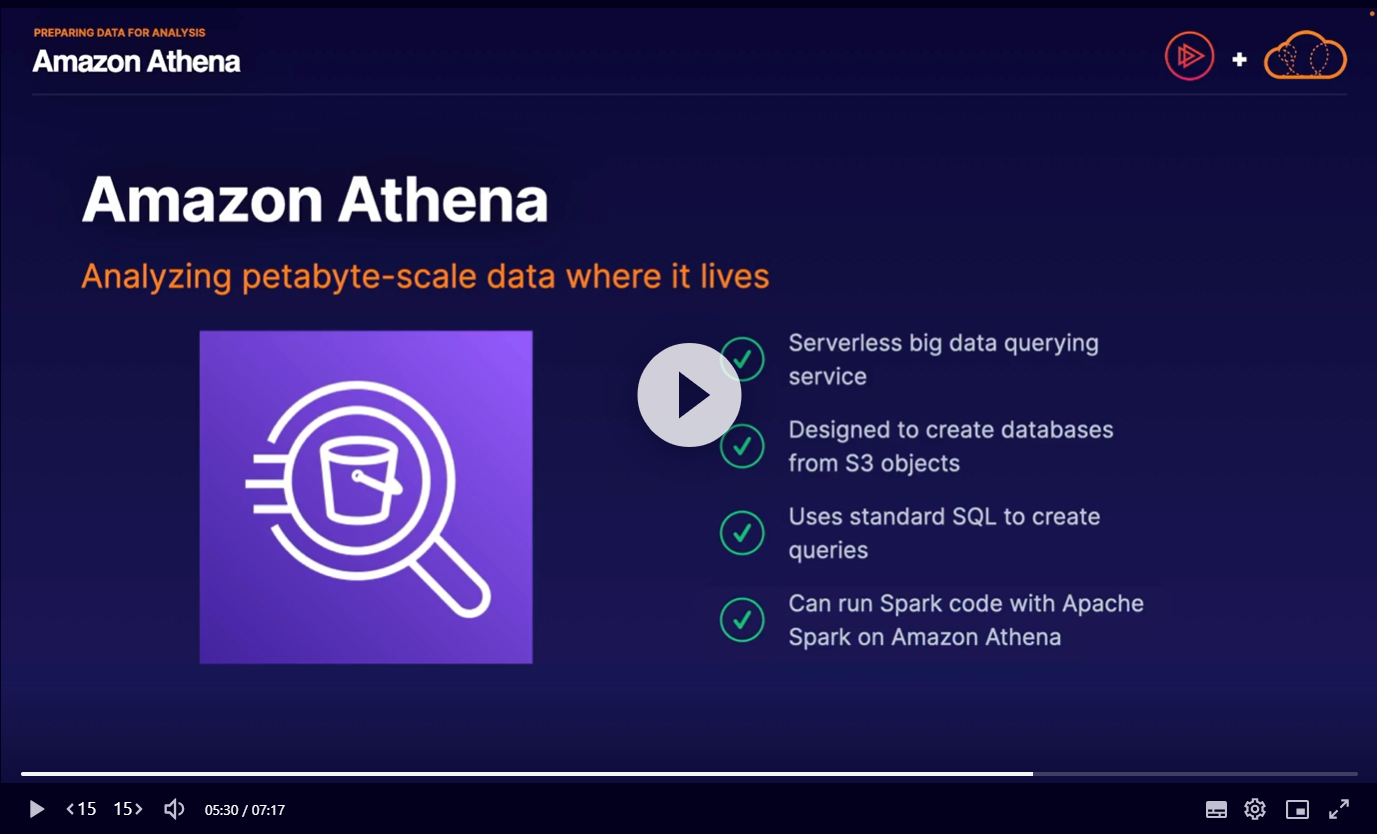 PREPARING DATA FOR ANALYSIS
Amazon Athena
+
Amazon Athena
Analyzing petabyte-scale data where it lives
Serverless big data querying
service
Designed to create databases
from S3 objects
Uses standard SQL to create
queries
Can run Spark code with Apache
Spark on Amazon Athena
<15 15> 05:30 / 07:17